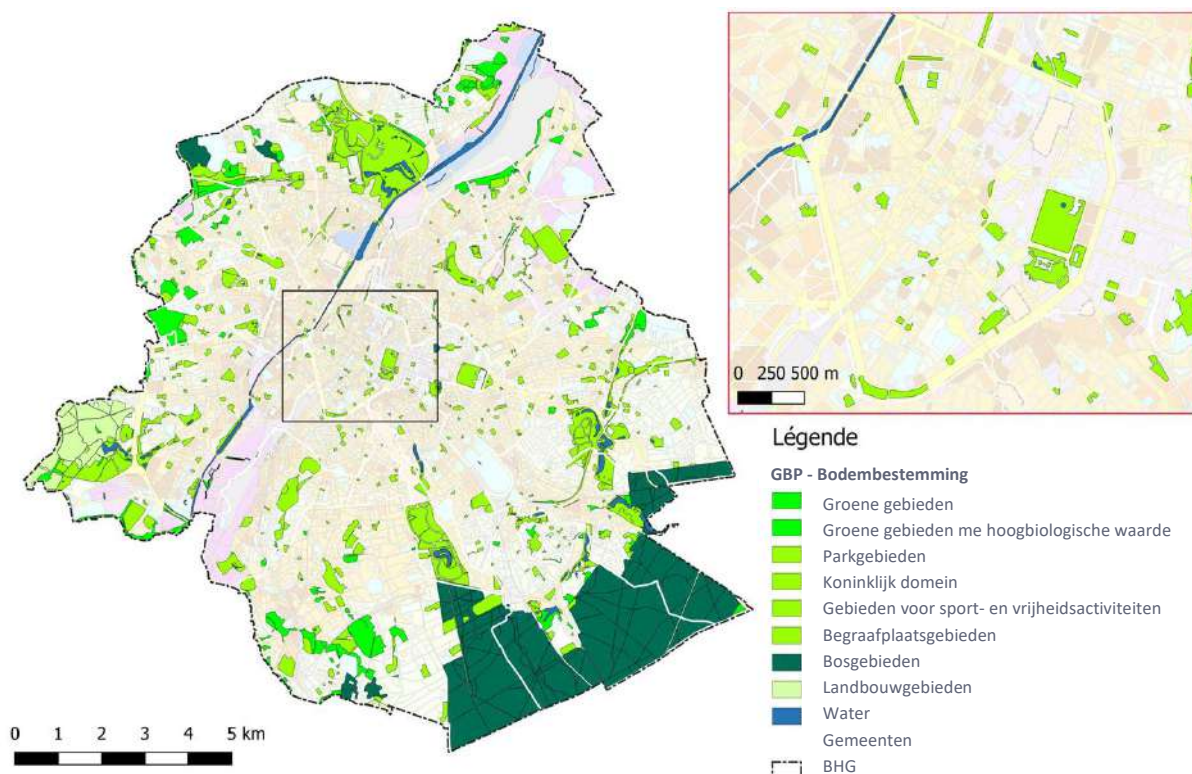 0 250 500 m
Légende
GBP - Bodembestemming
Groene gebieden
Groene gebieden me hoogbiologische waarde
Parkgebieden
Koninklijk domein
Gebieden voor sport- en vrijheidsactiviteiten
Begraafplaatsgebieden
Bosgebieden
Landbouwgebieden
Water
Gemeenten
BHG
0 1 2 3 4 5 km